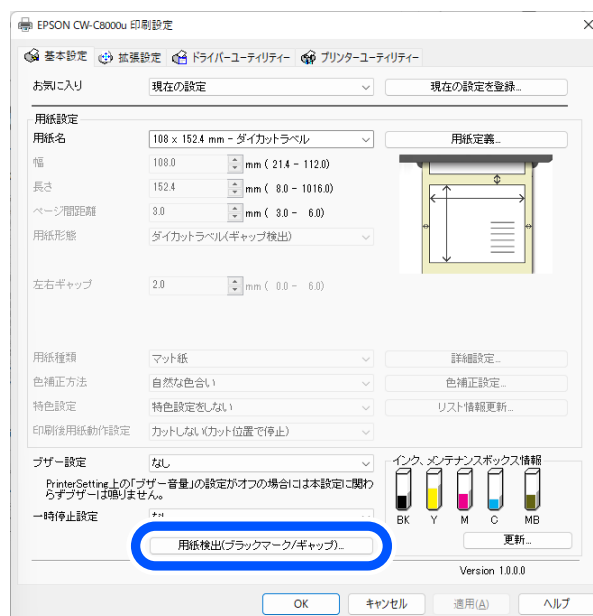 EPSON CW-C8000u 印刷設定
基本設定 拡張設定 ドライバーユーティリティー プリンターユーティリティー
お気に入り 現在の設定 現在の設定を登録...
用紙設定
用紙名 108 x 152.4 mm - ダイカットラベル 用紙定義...
幅 108.0 mm ( 21.4 - 112.0)
長さ 152.4 mm ( 8.0 - 1016.0)
ページ間距離 3.0 mm ( 3.0 - 6.0)
用紙形態 ダイカットラベル(ギャップ検出)
左右ギャップ 2.0 mm ( 0.0 - 6.0)
用紙種類 マット紙 詳細設定...
色補正方法 自然な色合い 色補正設定...
特色設定 特色設定をしない リスト情報更新...
印刷後用紙動作設定 カットしない(カット位置で停止)
ブザー設定 なし
PrinterSetting上の「ブザー音量」の設定がオフの場合には本設定に関わ
らずブザーは鳴りません。
一時停止設定
用紙検出(ブラックマーク/ギャップ)...
インク、メンテナンスボックス情報
BK Y M C MB
更新...
Version 1.0.0.0
OK キャンセル 適用(A) ヘルプ